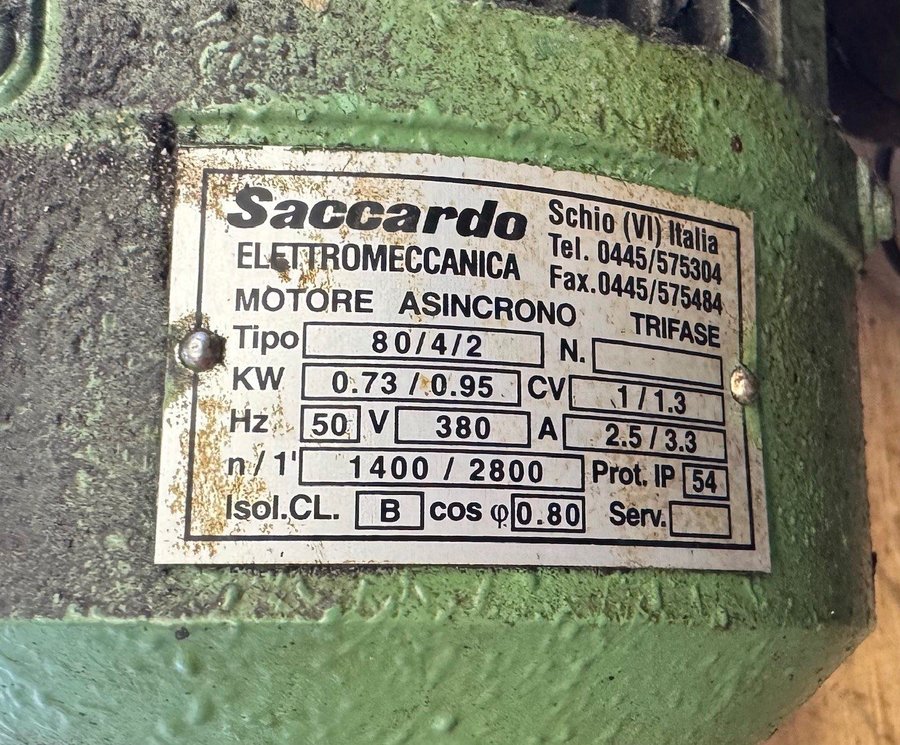 Saccardo Schio (VI) Italia
ELETTROMECCANICA Tel. 0445/575304
Fax. 0445/575484
MOTORE ASINCRONO TRIFASE
Tipo 80/4/2 N.
KW 0.73 / 0.95 CV 1 / 1.3
Hz 50 V 380 A 2.5 / 3.3
n / 1' 1400 / 2800 Prot. IP 54
Isol.CL. B cos φ 0.80 Serv.